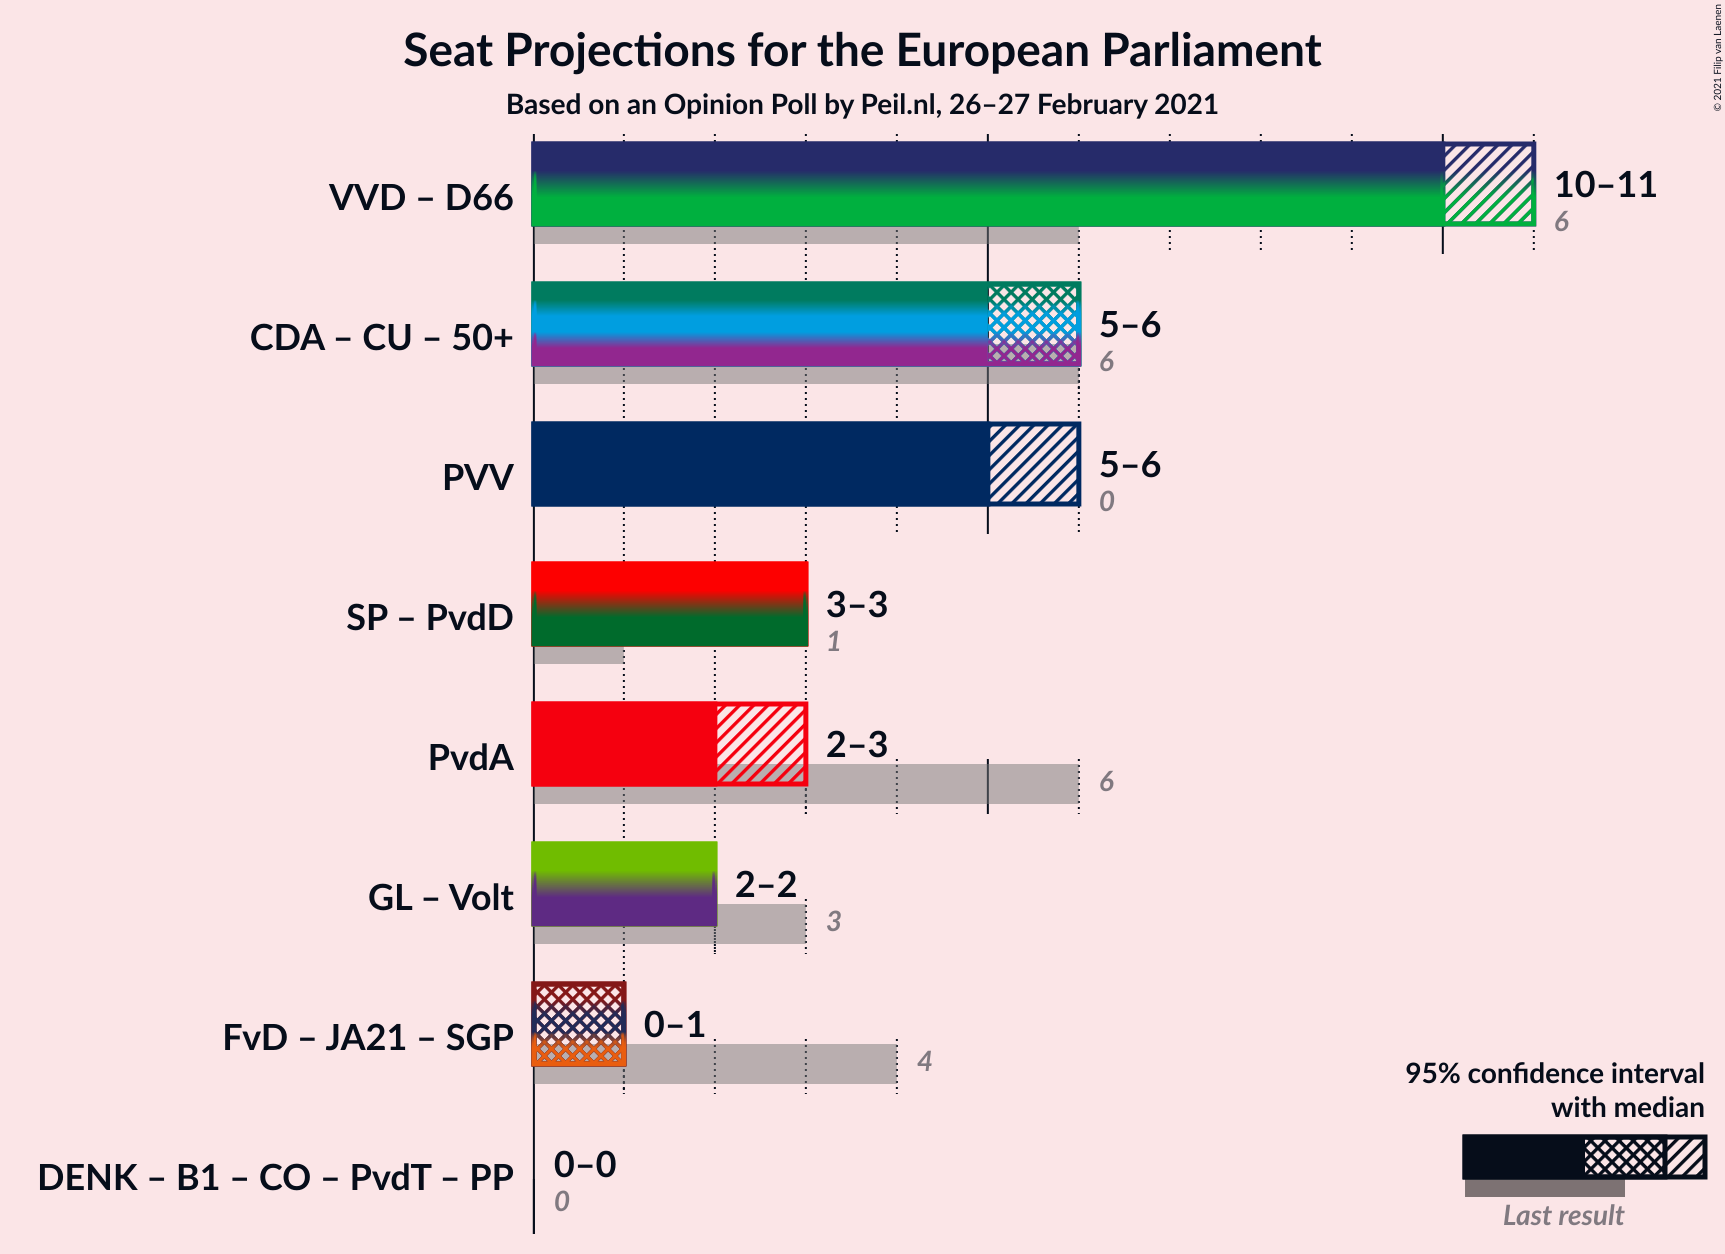 Seat Projections for the European Parliament
Based on an Opinion Poll by Peil.nl, 26–27 February 2021
© 2021 Filip van Laenen
VVD – D66
10–11
6
CDA – CU – 50+
5–6
6
PVV
5–6
0
SP – PvdD
3–3
1
PvdA
2–3
6
GL – Volt
2–2
3
FvD – JA21 – SGP
0–1
4
DENK – B1 – CO – PvdT – PP
0–0
0
95% confidence interval
with median
Last result